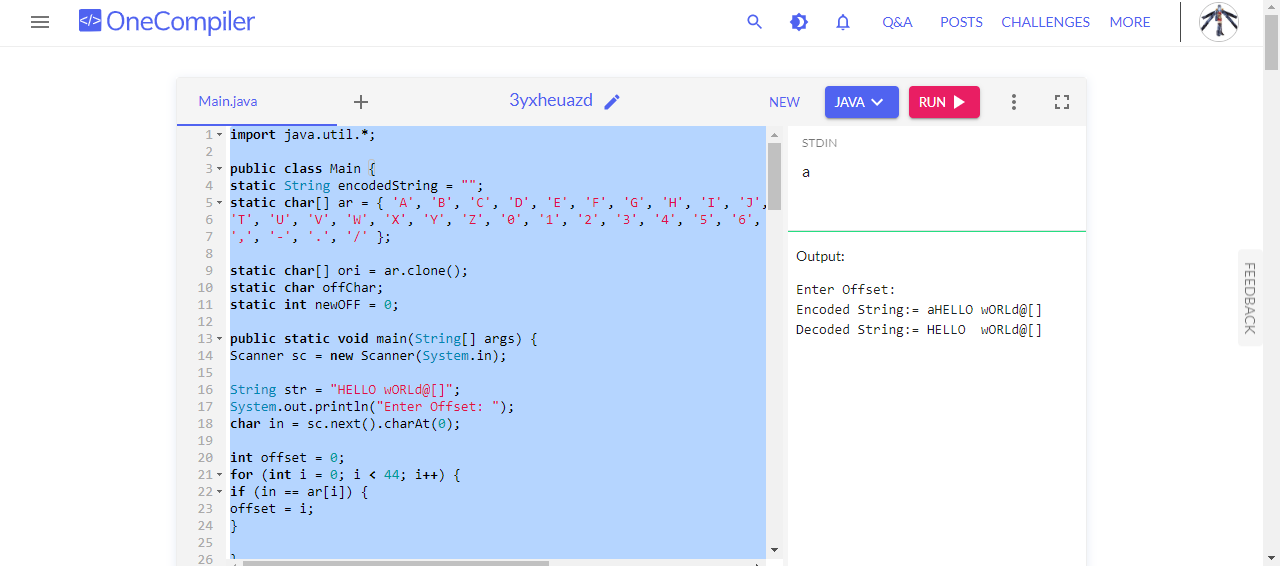 OneCompiler
Q&A
POSTS
CHALLENGES
MORE
Main.java
3yxheuazd
NEW
JAVA
RUN
1 import java.util.*;
2
3 public class Main {
4 static String encodedString = "";
5 static char[] ar = { 'A', 'B', 'C', 'D', 'E', 'F', 'G', 'H', 'I', 'J',
6 'T', 'U', 'V', 'W', 'X', 'Y', 'Z', '0', '1', '2', '3', '4', '5', '6',
7 ',', '-', '.', '/' };
8
9 static char[] ori = ar.clone();
10 static char offChar;
11 static int newOFF = 0;
12
13 public static void main(String[] args) {
14 Scanner sc = new Scanner(System.in);
15
16 String str = "HELLO wORLd@[]";
17 System.out.println("Enter Offset: ");
18 char in = sc.next().charAt(0);
19
20 int offset = 0;
21 for (int i = 0; i < 44; i++) {
22 if (in == ar[i]) {
23 offset = i;
24 }
25
26 }
STDIN
a
Output:
Enter Offset:
Encoded String:= aHELLO wORLd@[]
Decoded String:= HELLO  wORLd@[]
FEEDBACK